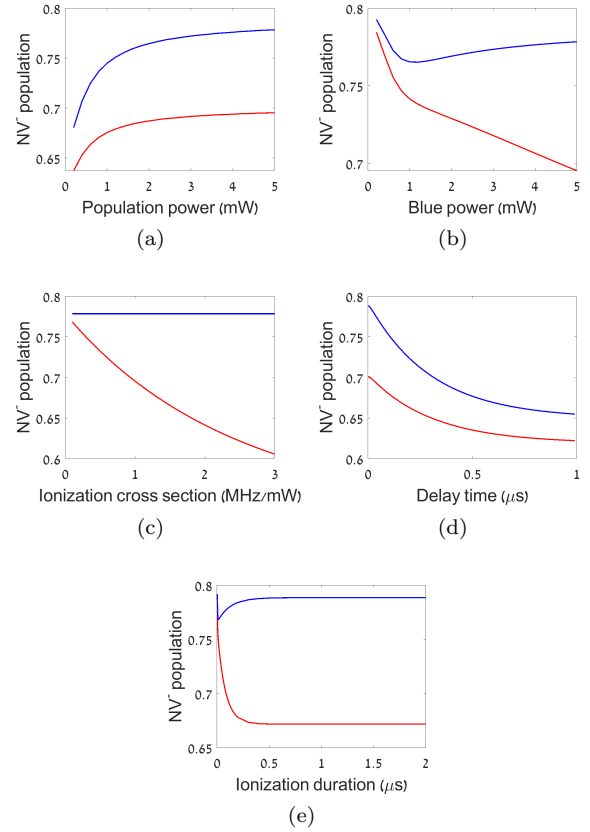 0.8
0.75
0.7
0.65
NV⁻ population
0 1 2 3 4 5
Population power (mW)
(a)
0.8
0.75
0.7
NV⁻ population
0 1 2 3 4 5
Blue power (mW)
(b)
0.8
0.75
0.7
0.65
0.6
NV⁻ population
0 1 2 3
Ionization cross section (MHz/mW)
(c)
0.8
0.75
0.7
0.65
0.6
NV⁻ population
0 0.5 1
Delay time (μs)
(d)
0.8
0.75
0.7
0.65
NV⁻ population
0 0.5 1 1.5 2
Ionization duration (μs)
(e)